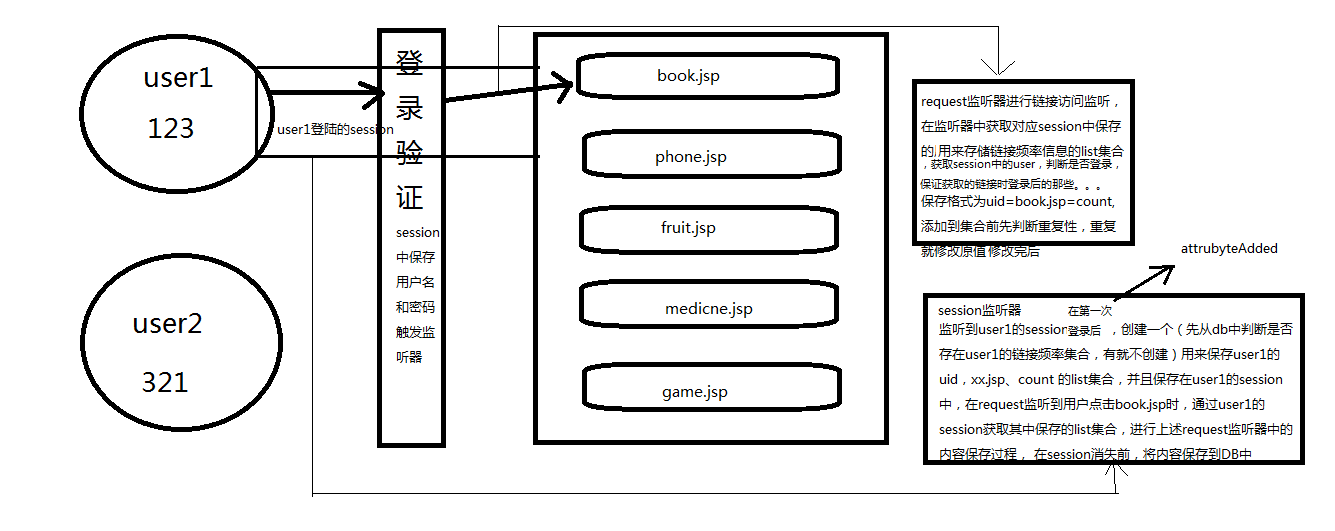 user1
123
user1登陆的session
user2
321
登
录
验
证
session
中保存
用户名
和密码
触发监
听器
book.jsp
phone.jsp
fruit.jsp
medicne.jsp
game.jsp
request监听器进行链接访问监听，
在监听器中获取对应session中保存
的用来存储链接频率信息的list集合
，获取session中的user，判断是否登录，
保证获取的链接时登录后的那些。。。
保存格式为uid=book.jsp=count,
添加到集合前先判断重复性，重复
就修改原值 修改完后
attrubyteAdded
session监听器
在第一次
登录后
监听到user1的session ，创建一个（先从db中判断是否
存在user1的链接频率集合，有就不创建）用来保存user1的
uid，xx.jsp、count 的list集合，并且保存在user1的session
中，在request监听到用户点击book.jsp时，通过user1的
session获取其中保存的list集合，进行上述request监听器中的
内容保存过程， 在session消失前，将内容保存到DB中